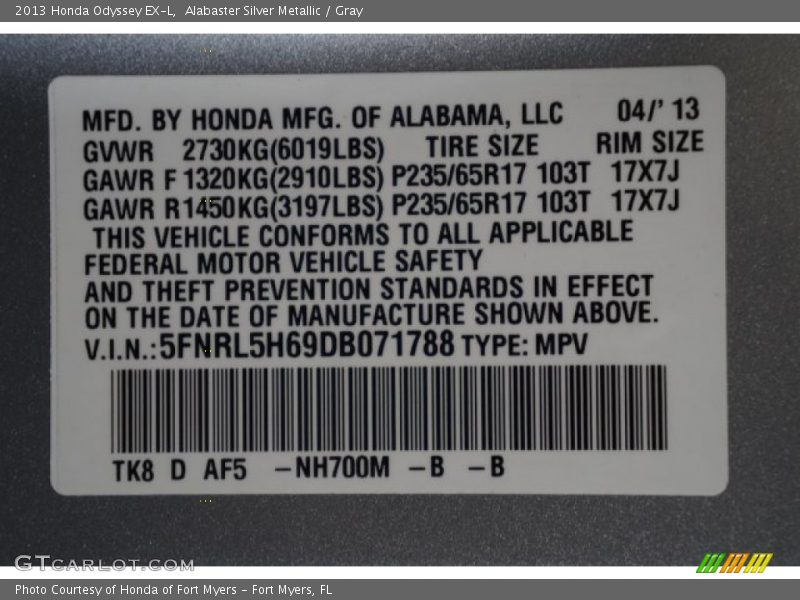 2013 Honda Odyssey EX-L,  Alabaster Silver Metallic / Gray
MFD. BY HONDA MFG. OF ALABAMA, LLC 04/' 13
GVWR 2730KG(6019LBS) TIRE SIZE RIM SIZE
GAWR F 1320KG(2910LBS) P235/65R17 103T 17X7J
GAWR R1450KG(3197LBS) P235/65R17 103T 17X7J
THIS VEHICLE CONFORMS TO ALL APPLICABLE
FEDERAL MOTOR VEHICLE SAFETY
AND THEFT PREVENTION STANDARDS IN EFFECT
ON THE DATE OF MANUFACTURE SHOWN ABOVE.
V.I.N.:5FNRL5H69DB071788 TYPE: MPV
TK8 D AF5 –NH700M –B –B
GTCARLOT.COM
Photo Courtesy of Honda of Fort Myers - Fort Myers, FL